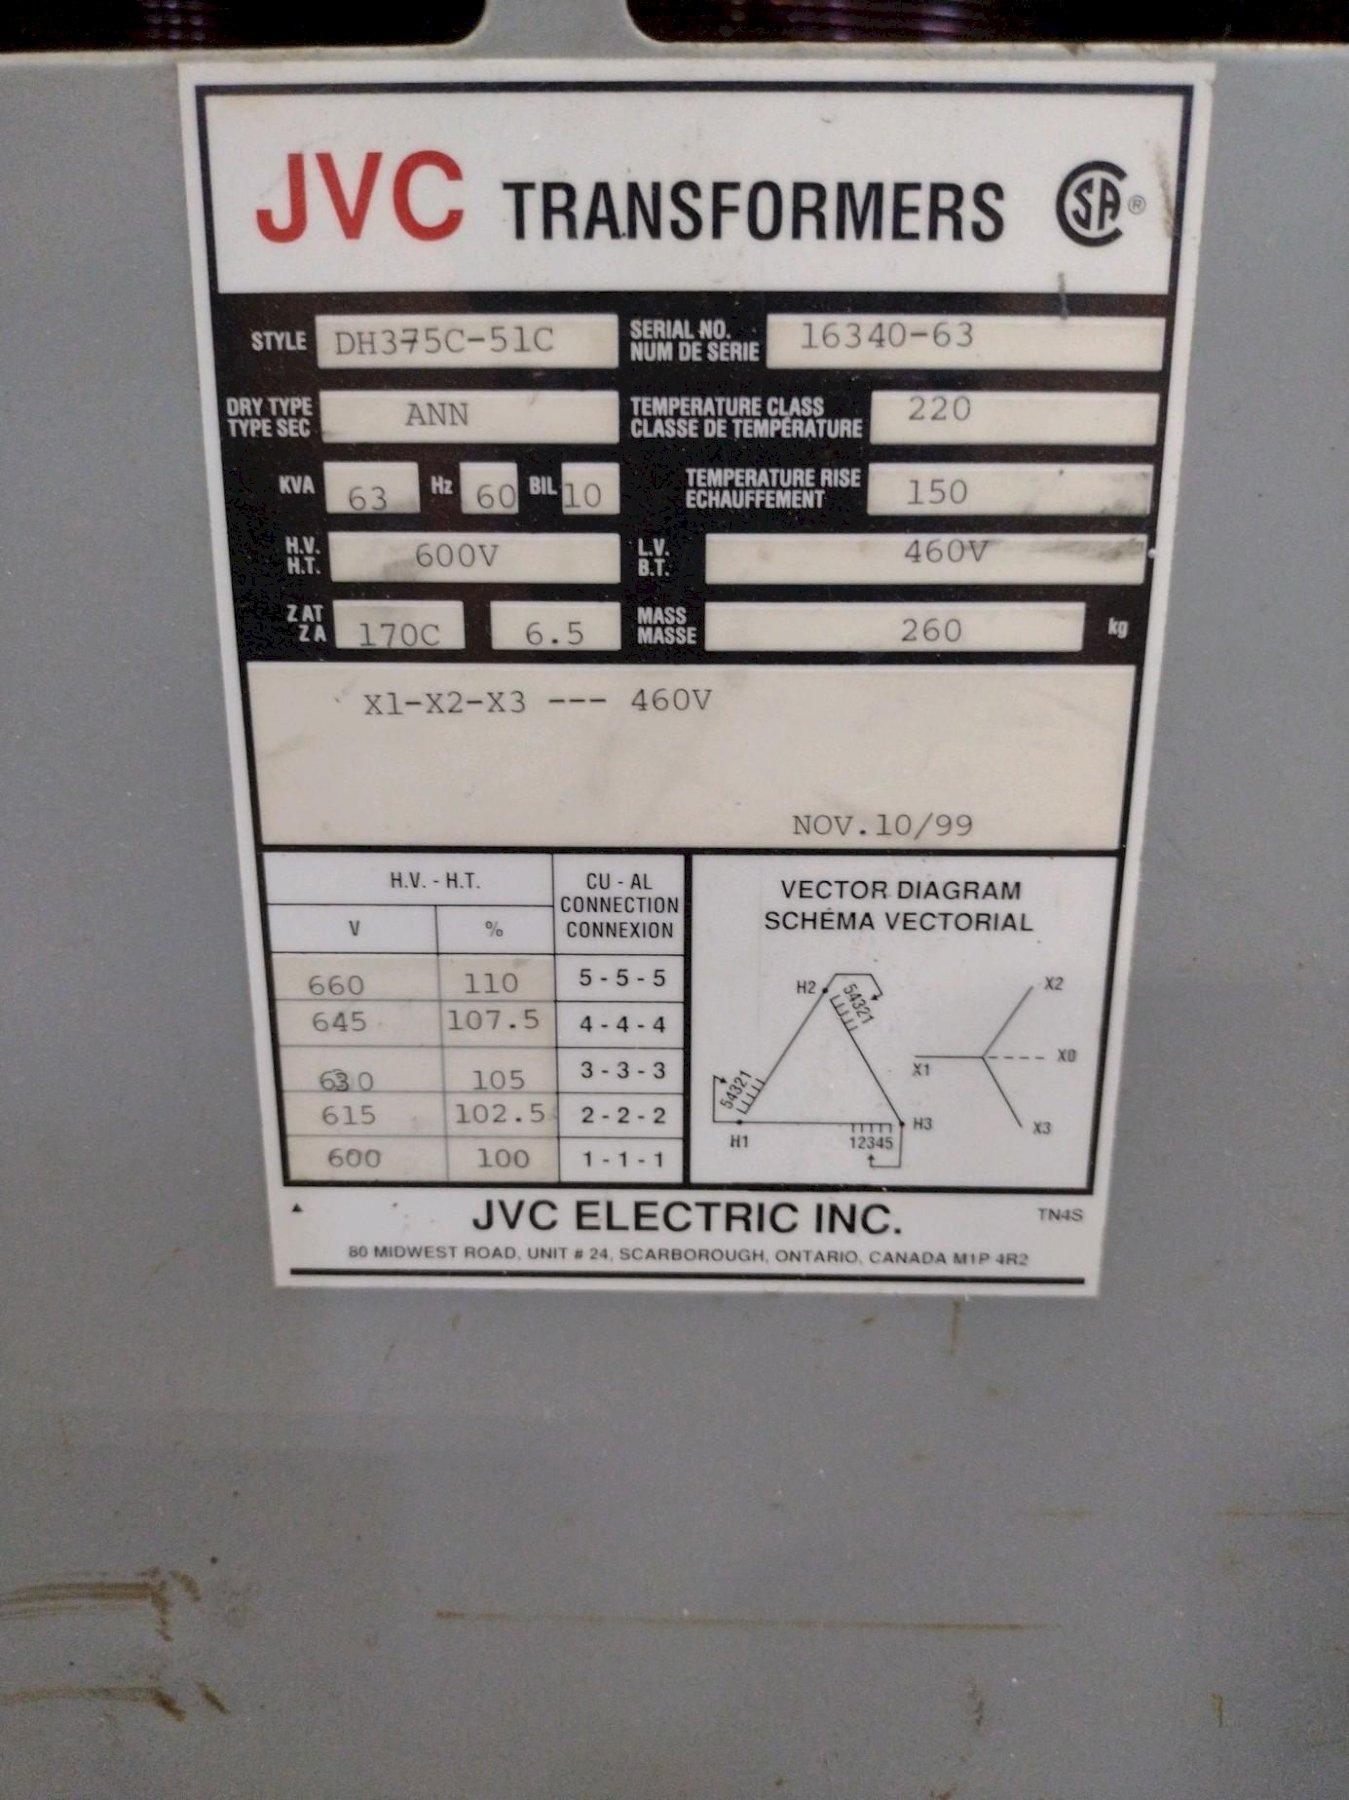 JVC TRANSFORMERS CSA ®
STYLE DH375C-51C SERIAL NO. 16340-63
NUM DE SERIE
DRY TYPE ANN TEMPERATURE CLASS 220
TYPE SEC CLASSE DE TEMPÉRATURE
KVA 63 Hz 60 BIL 10 TEMPERATURE RISE 150
ECHAUFFEMENT
H.V. 600V L.V. 460V
H.T. B.T.
Z AT 170C 6.5 MASS 260 kg
Z A MASSE
X1-X2-X3 --- 460V
NOV.10/99
H.V. - H.T. CU - AL
CONNECTION
V % CONNEXION
660 110 5 - 5 - 5
645 107.5 4 - 4 - 4
630 105 3 - 3 - 3
615 102.5 2 - 2 - 2
600 100 1 - 1 - 1
VECTOR DIAGRAM
SCHÉMA VECTORIAL
H2 54321 X2
X1 X0
54321
H1 12345 H3 X3
JVC ELECTRIC INC. TN4S
80 MIDWEST ROAD, UNIT # 24, SCARBOROUGH, ONTARIO, CANADA M1P 4R2